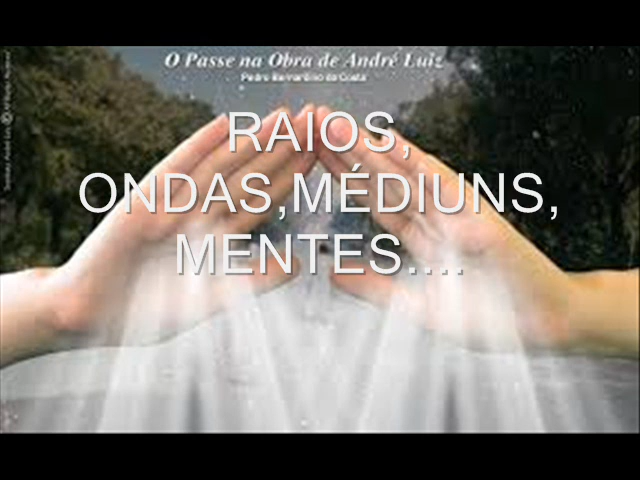 O Passe na Obra de André Luiz
Pedro Bernardino da Costa
RAIOS,
ONDAS,MÉDIUNS,
MENTES....